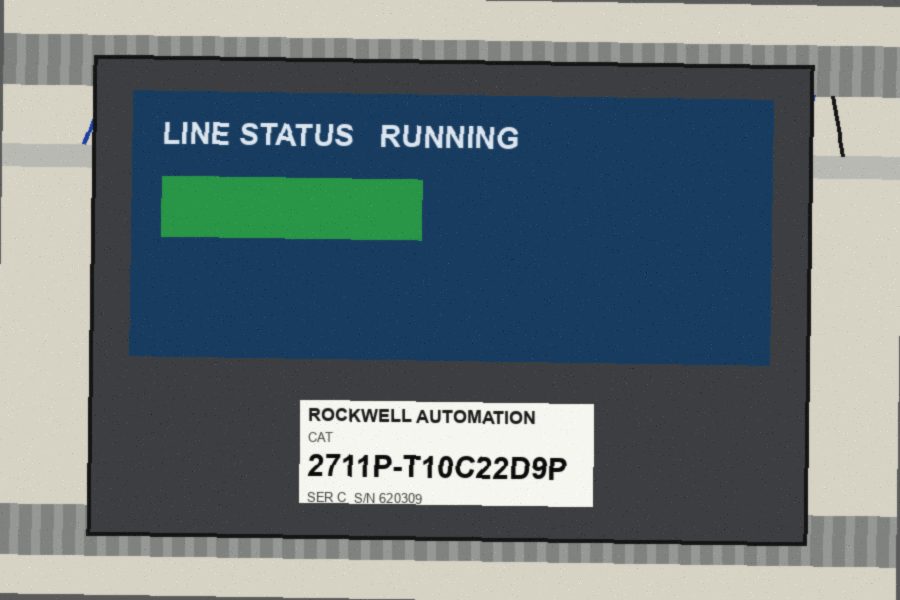 LINE STATUS RUNNING
ROCKWELL AUTOMATION
CAT
2711P-T10C22D9P
SER C S/N 620309